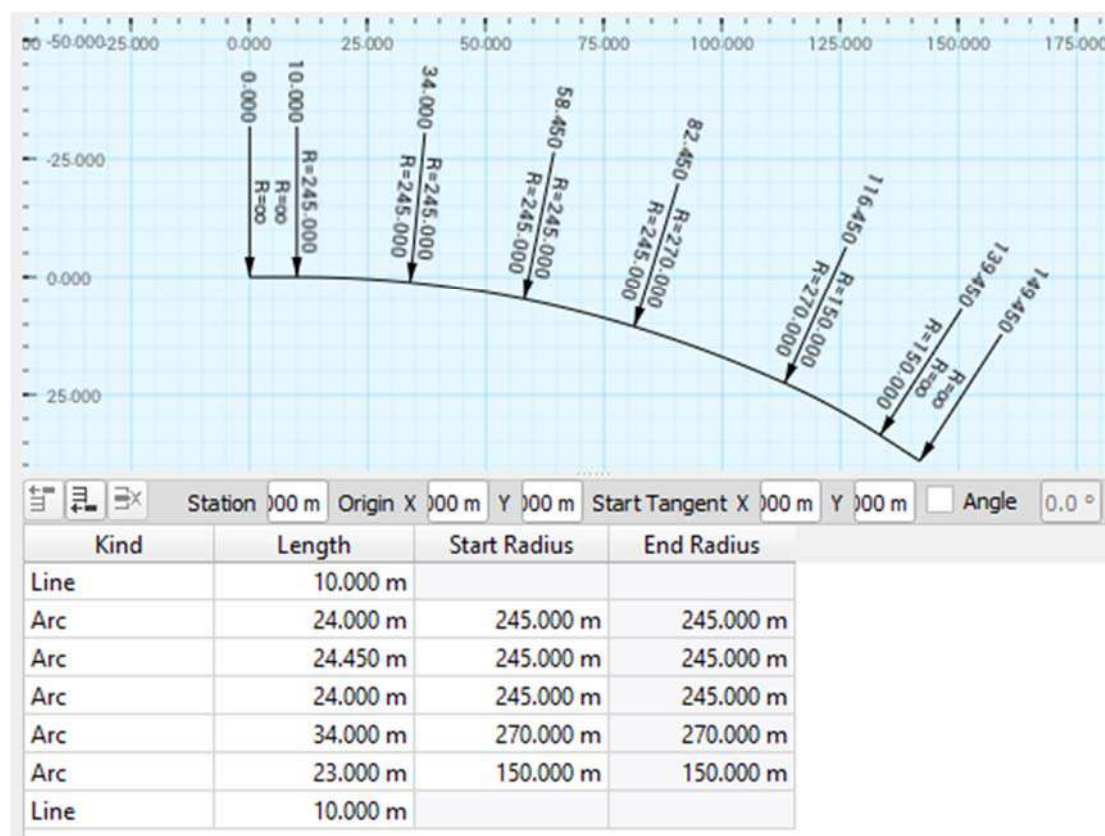 00 -50.000 -25.000 0.000 25.000 50.000 75.000 100.000 125.000 150.000 175.000
-25.000
0.000
25.000
0.000
R=∞
10.000
R=∞
R=245.000
34.000
R=245.000
R=245.000
58.450
R=245.000
R=245.000
82.450
R=245.000
R=270.000
116.450
R=270.000
R=150.000
139.450
R=150.000
R=∞
149.450
R=∞
Station 000 m Origin X 000 m Y 000 m Start Tangent X 000 m Y 000 m Angle 0.0 °
Kind Length Start Radius End Radius
Line 10.000 m
Arc 24.000 m 245.000 m 245.000 m
Arc 24.450 m 245.000 m 245.000 m
Arc 24.000 m 245.000 m 245.000 m
Arc 34.000 m 270.000 m 270.000 m
Arc 23.000 m 150.000 m 150.000 m
Line 10.000 m